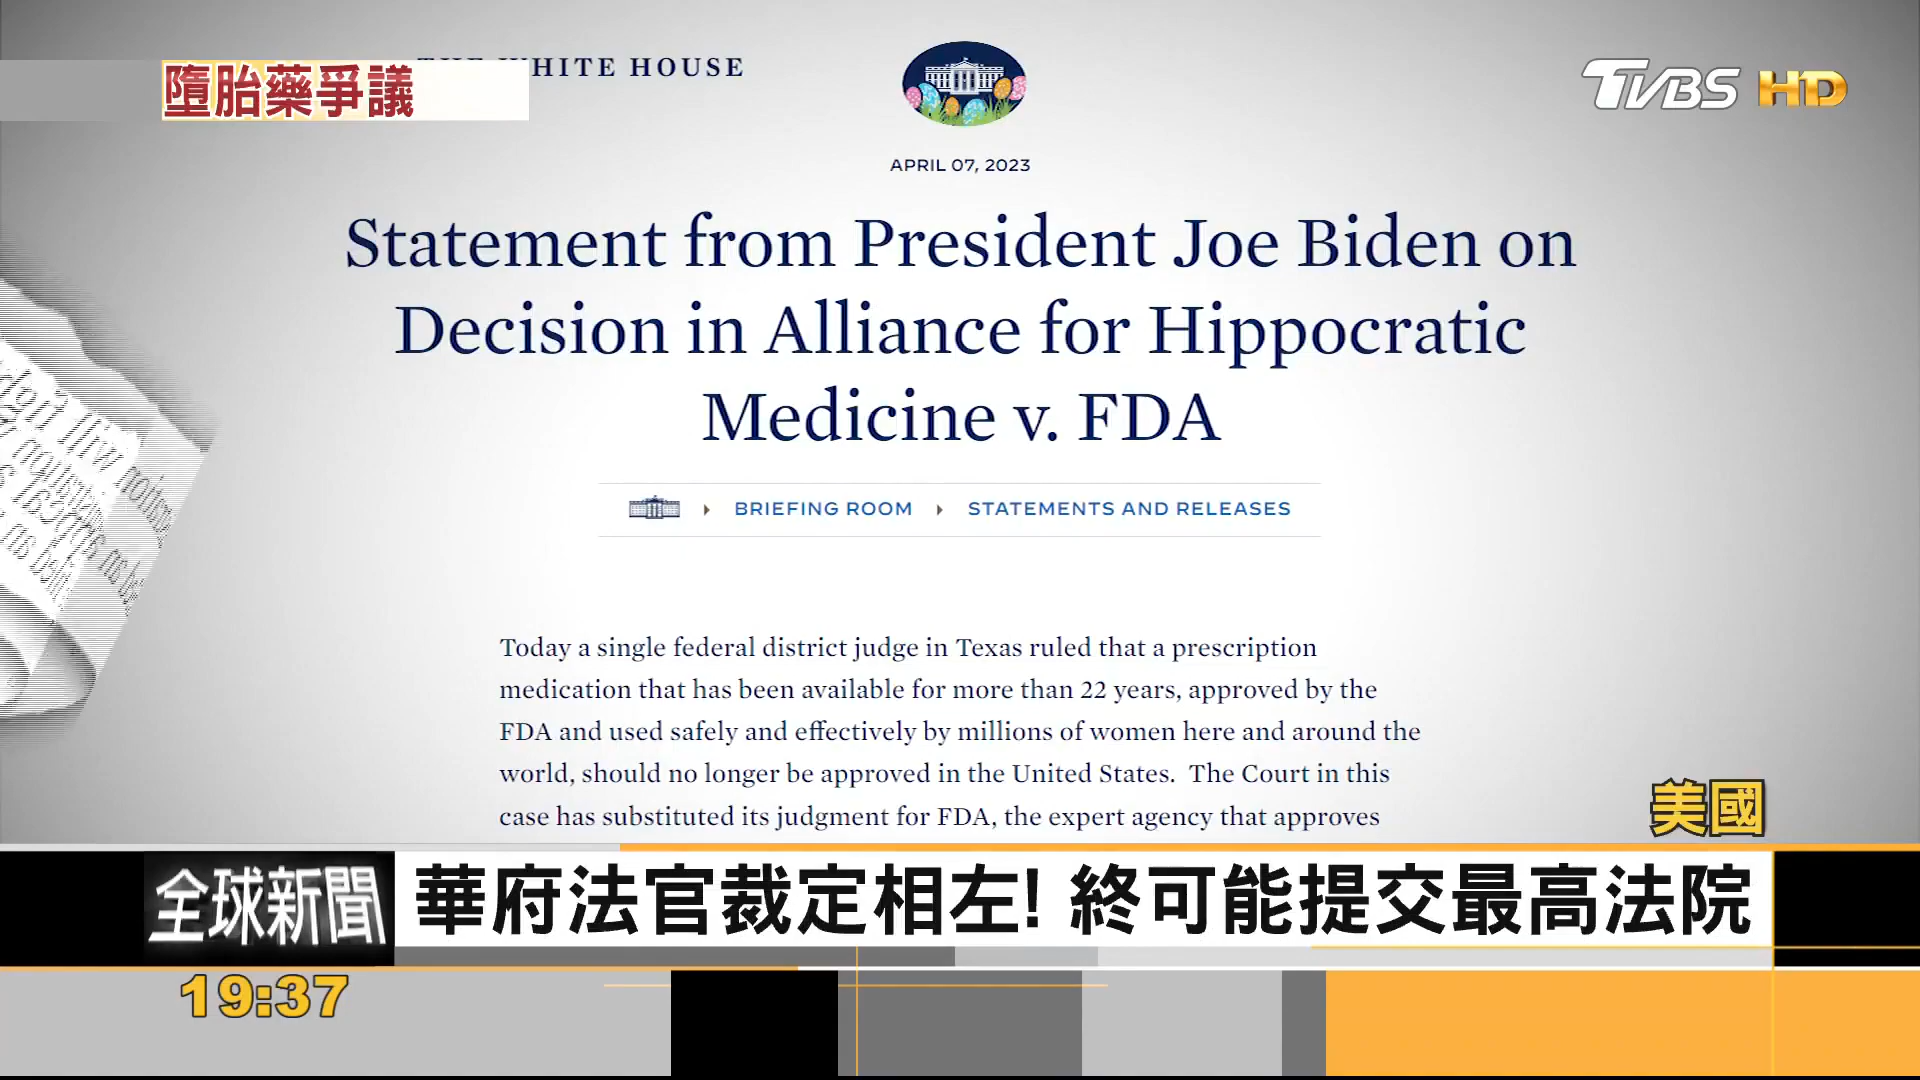 THE WHITE HOUSE
墮胎藥爭議
TVBS HD
APRIL 07, 2023
Statement from President Joe Biden on
Decision in Alliance for Hippocratic
Medicine v. FDA
BRIEFING ROOM
STATEMENTS AND RELEASES
Today a single federal district judge in Texas ruled that a prescription
medication that has been available for more than 22 years, approved by the
FDA and used safely and effectively by millions of women here and around the
world, should no longer be approved in the United States.  The Court in this
case has substituted its judgment for FDA, the expert agency that approves
美國
全球新聞
華府法官裁定相左! 終可能提交最高法院
19:37